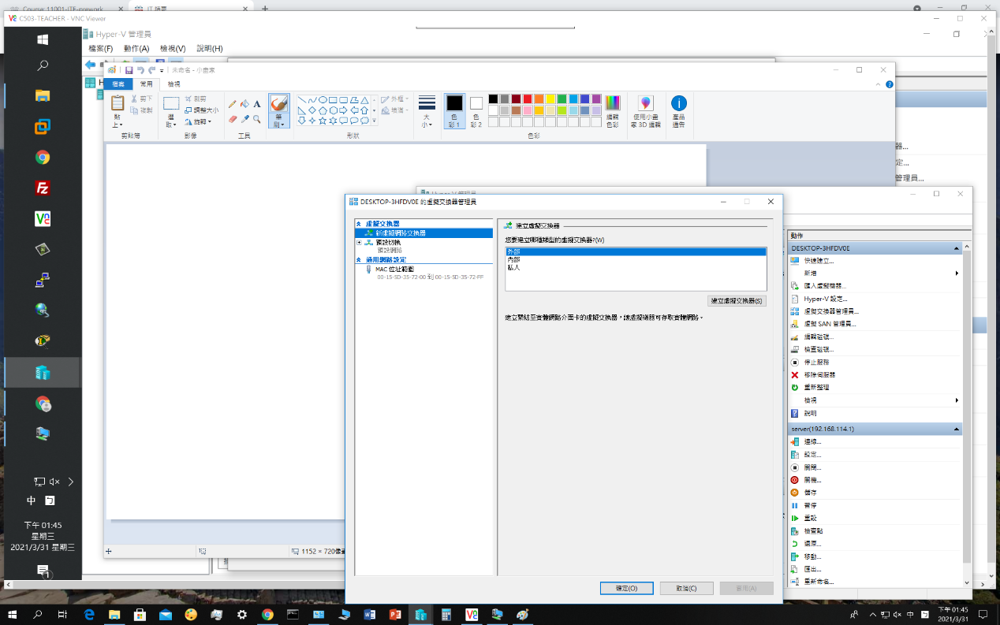 Course: 11001-ITE-prework
IT 精要
C503-TEACHER - VNC Viewer
Hyper-V 管理員
檔案(F) 動作(A) 檢視(V) 說明(H)
未命名 - 小畫家
檔案 常用 檢視
貼上
剪下
複製
剪貼簿
選取
裁剪
調整大小
旋轉
影像
A
工具
筆刷
外框
填滿
圖形
大小
色彩 1
色彩 2
編輯色彩
色彩
使用小畫家 3D 編輯
產品通告
器...
定...
管理員...
1152 × 720像素
中
下午 01:45
星期三
2021/3/31 星期三
1
Hyper-V 管理員
DESKTOP-3HFDV0E 的虛擬交換器管理員
虛擬交換器
新虛擬網路交換器
預設切換
預設網路
通用網路設定
MAC 位址範圍
00-15-5D-35-72-00 到 00-15-5D-35-72-FF
建立虛擬交換器
您要建立哪種類型的虛擬交換器?(W)
外部
內部
私人
建立虛擬交換器(S)
建立繫結至實體網路介面卡的虛擬交換器，讓虛擬機器可存取實體網路。
確定(O) 取消(C) 套用(A)
動作
DESKTOP-3HFDV0E
快速建立...
新增
匯入虛擬機器...
Hyper-V 設定...
虛擬交換器管理員...
虛擬 SAN 管理員...
編輯磁碟...
檢查磁碟...
停止服務
移除伺服器
重新整理
檢視
說明
server(192.168.114.1)
連線...
設定...
關閉...
關機...
儲存
暫停
重設
檢查點
還原...
移動...
匯出...
重新命名...
中
下午 01:45
2021/3/31